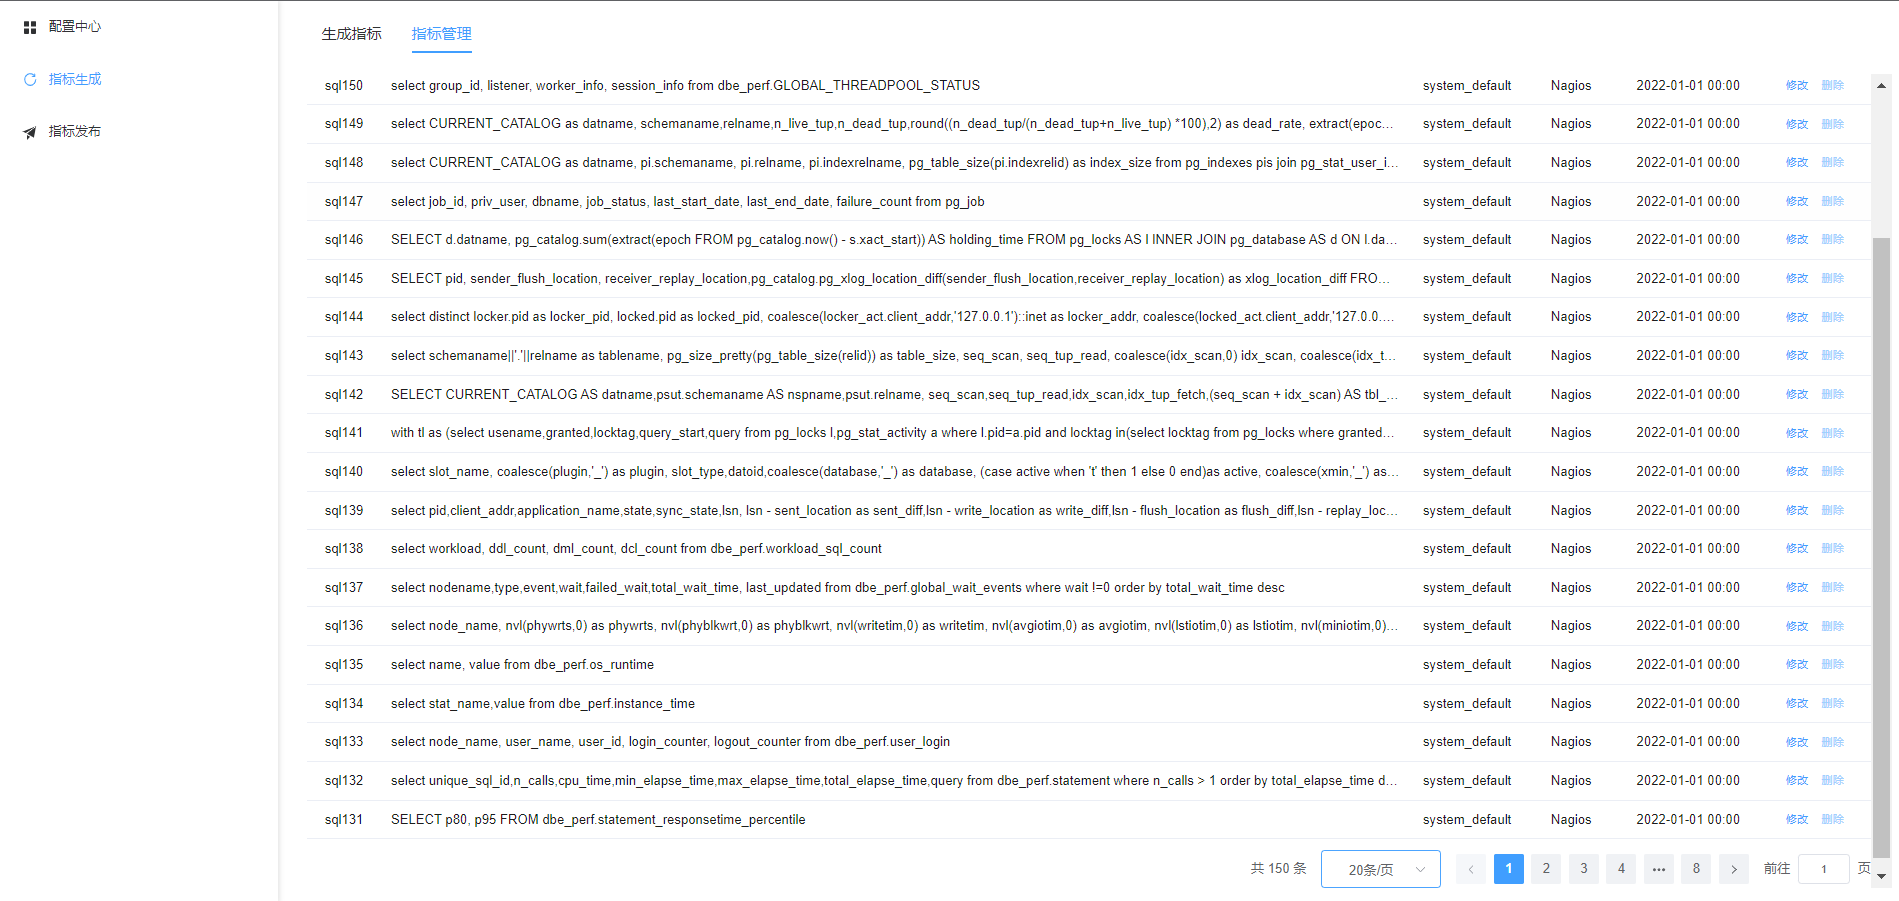 配置中心
指标生成
指标发布
生成指标 指标管理
sql150 select group_id, listener, worker_info, session_info from dbe_perf.GLOBAL_THREADPOOL_STATUS system_default Nagios 2022-01-01 00:00 修改 删除
sql149 select CURRENT_CATALOG as datname, schemaname,relname,n_live_tup,n_dead_tup,round((n_dead_tup/(n_dead_tup+n_live_tup) *100),2) as dead_rate, extract(epoc... system_default Nagios 2022-01-01 00:00 修改 删除
sql148 select CURRENT_CATALOG as datname, pi.schemaname, pi.relname, pi.indexrelname, pg_table_size(pi.indexrelid) as index_size from pg_indexes pis join pg_stat_user_i... system_default Nagios 2022-01-01 00:00 修改 删除
sql147 select job_id, priv_user, dbname, job_status, last_start_date, last_end_date, failure_count from pg_job system_default Nagios 2022-01-01 00:00 修改 删除
sql146 SELECT d.datname, pg_catalog.sum(extract(epoch FROM pg_catalog.now() - s.xact_start)) AS holding_time FROM pg_locks AS l INNER JOIN pg_database AS d ON l.da... system_default Nagios 2022-01-01 00:00 修改 删除
sql145 SELECT pid, sender_flush_location, receiver_replay_location,pg_catalog.pg_xlog_location_diff(sender_flush_location,receiver_replay_location) as xlog_location_diff FRO... system_default Nagios 2022-01-01 00:00 修改 删除
sql144 select distinct locker.pid as locker_pid, locked.pid as locked_pid, coalesce(locker_act.client_addr,'127.0.0.1')::inet as locker_addr, coalesce(locked_act.client_addr,'127.0.0.... system_default Nagios 2022-01-01 00:00 修改 删除
sql143 select schemaname||'.'||relname as tablename, pg_size_pretty(pg_table_size(relid)) as table_size, seq_scan, seq_tup_read, coalesce(idx_scan,0) idx_scan, coalesce(idx_t... system_default Nagios 2022-01-01 00:00 修改 删除
sql142 SELECT CURRENT_CATALOG AS datname,psut.schemaname AS nspname,psut.relname, seq_scan,seq_tup_read,idx_scan,idx_tup_fetch,(seq_scan + idx_scan) AS tbl_... system_default Nagios 2022-01-01 00:00 修改 删除
sql141 with tl as (select usename,granted,locktag,query_start,query from pg_locks l,pg_stat_activity a where l.pid=a.pid and locktag in(select locktag from pg_locks where granted... system_default Nagios 2022-01-01 00:00 修改 删除
sql140 select slot_name, coalesce(plugin,'_') as plugin, slot_type,datoid,coalesce(database,'_') as database, (case active when 't' then 1 else 0 end)as active, coalesce(xmin,'_') as... system_default Nagios 2022-01-01 00:00 修改 删除
sql139 select pid,client_addr,application_name,state,sync_state,lsn, lsn - sent_location as sent_diff,lsn - write_location as write_diff,lsn - flush_location as flush_diff,lsn - replay_loc... system_default Nagios 2022-01-01 00:00 修改 删除
sql138 select workload, ddl_count, dml_count, dcl_count from dbe_perf.workload_sql_count system_default Nagios 2022-01-01 00:00 修改 删除
sql137 select nodename,type,event,wait,failed_wait,total_wait_time, last_updated from dbe_perf.global_wait_events where wait !=0 order by total_wait_time desc system_default Nagios 2022-01-01 00:00 修改 删除
sql136 select node_name, nvl(phywrts,0) as phywrts, nvl(phyblkwrt,0) as phyblkwrt, nvl(writetim,0) as writetim, nvl(avgiotim,0) as avgiotim, nvl(lstiotim,0) as lstiotim, nvl(miniotim,0)... system_default Nagios 2022-01-01 00:00 修改 删除
sql135 select name, value from dbe_perf.os_runtime system_default Nagios 2022-01-01 00:00 修改 删除
sql134 select stat_name,value from dbe_perf.instance_time system_default Nagios 2022-01-01 00:00 修改 删除
sql133 select node_name, user_name, user_id, login_counter, logout_counter from dbe_perf.user_login system_default Nagios 2022-01-01 00:00 修改 删除
sql132 select unique_sql_id,n_calls,cpu_time,min_elapse_time,max_elapse_time,total_elapse_time,query from dbe_perf.statement where n_calls > 1 order by total_elapse_time d... system_default Nagios 2022-01-01 00:00 修改 删除
sql131 SELECT p80, p95 FROM dbe_perf.statement_responsetime_percentile system_default Nagios 2022-01-01 00:00 修改 删除
共 150 条 20条/页 1 2 3 4 ••• 8 前往 1 页